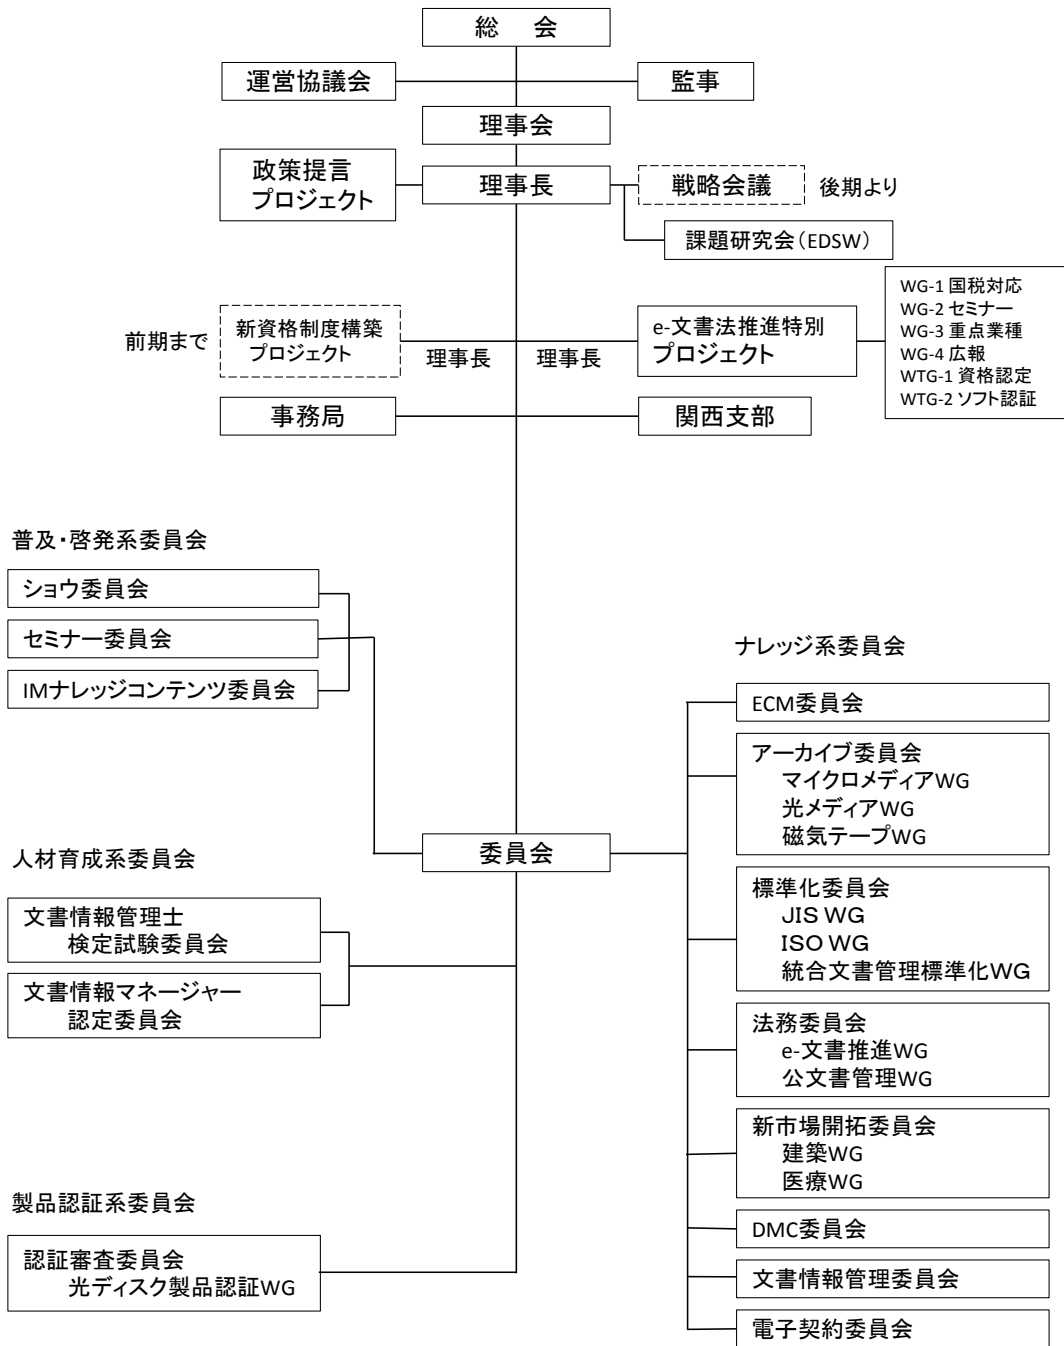 総 会
運営協議会
監事
理事会
政策提言
プロジェクト
理事長
戦略会議
後期より
課題研究会（EDSW）
前期まで
新資格制度構築
プロジェクト
理事長
理事長
e-文書法推進特別
プロジェクト
WG-1 国税対応
WG-2 セミナー
WG-3 重点業種
WG-4 広報
WTG-1 資格認定
WTG-2 ソフト認証
事務局
関西支部
普及・啓発系委員会
ショウ委員会
セミナー委員会
IMナレッジコンテンツ委員会
人材育成系委員会
文書情報管理士
検定試験委員会
文書情報マネージャー
認定委員会
製品認証系委員会
認証審査委員会
光ディスク製品認証WG
委員会
ナレッジ系委員会
ECM委員会
アーカイブ委員会
マイクロメディアWG
光メディアWG
磁気テープWG
標準化委員会
JIS WG
ISO WG
統合文書管理標準化WG
法務委員会
e-文書推進WG
公文書管理WG
新市場開拓委員会
建築WG
医療WG
DMC委員会
文書情報管理委員会
電子契約委員会